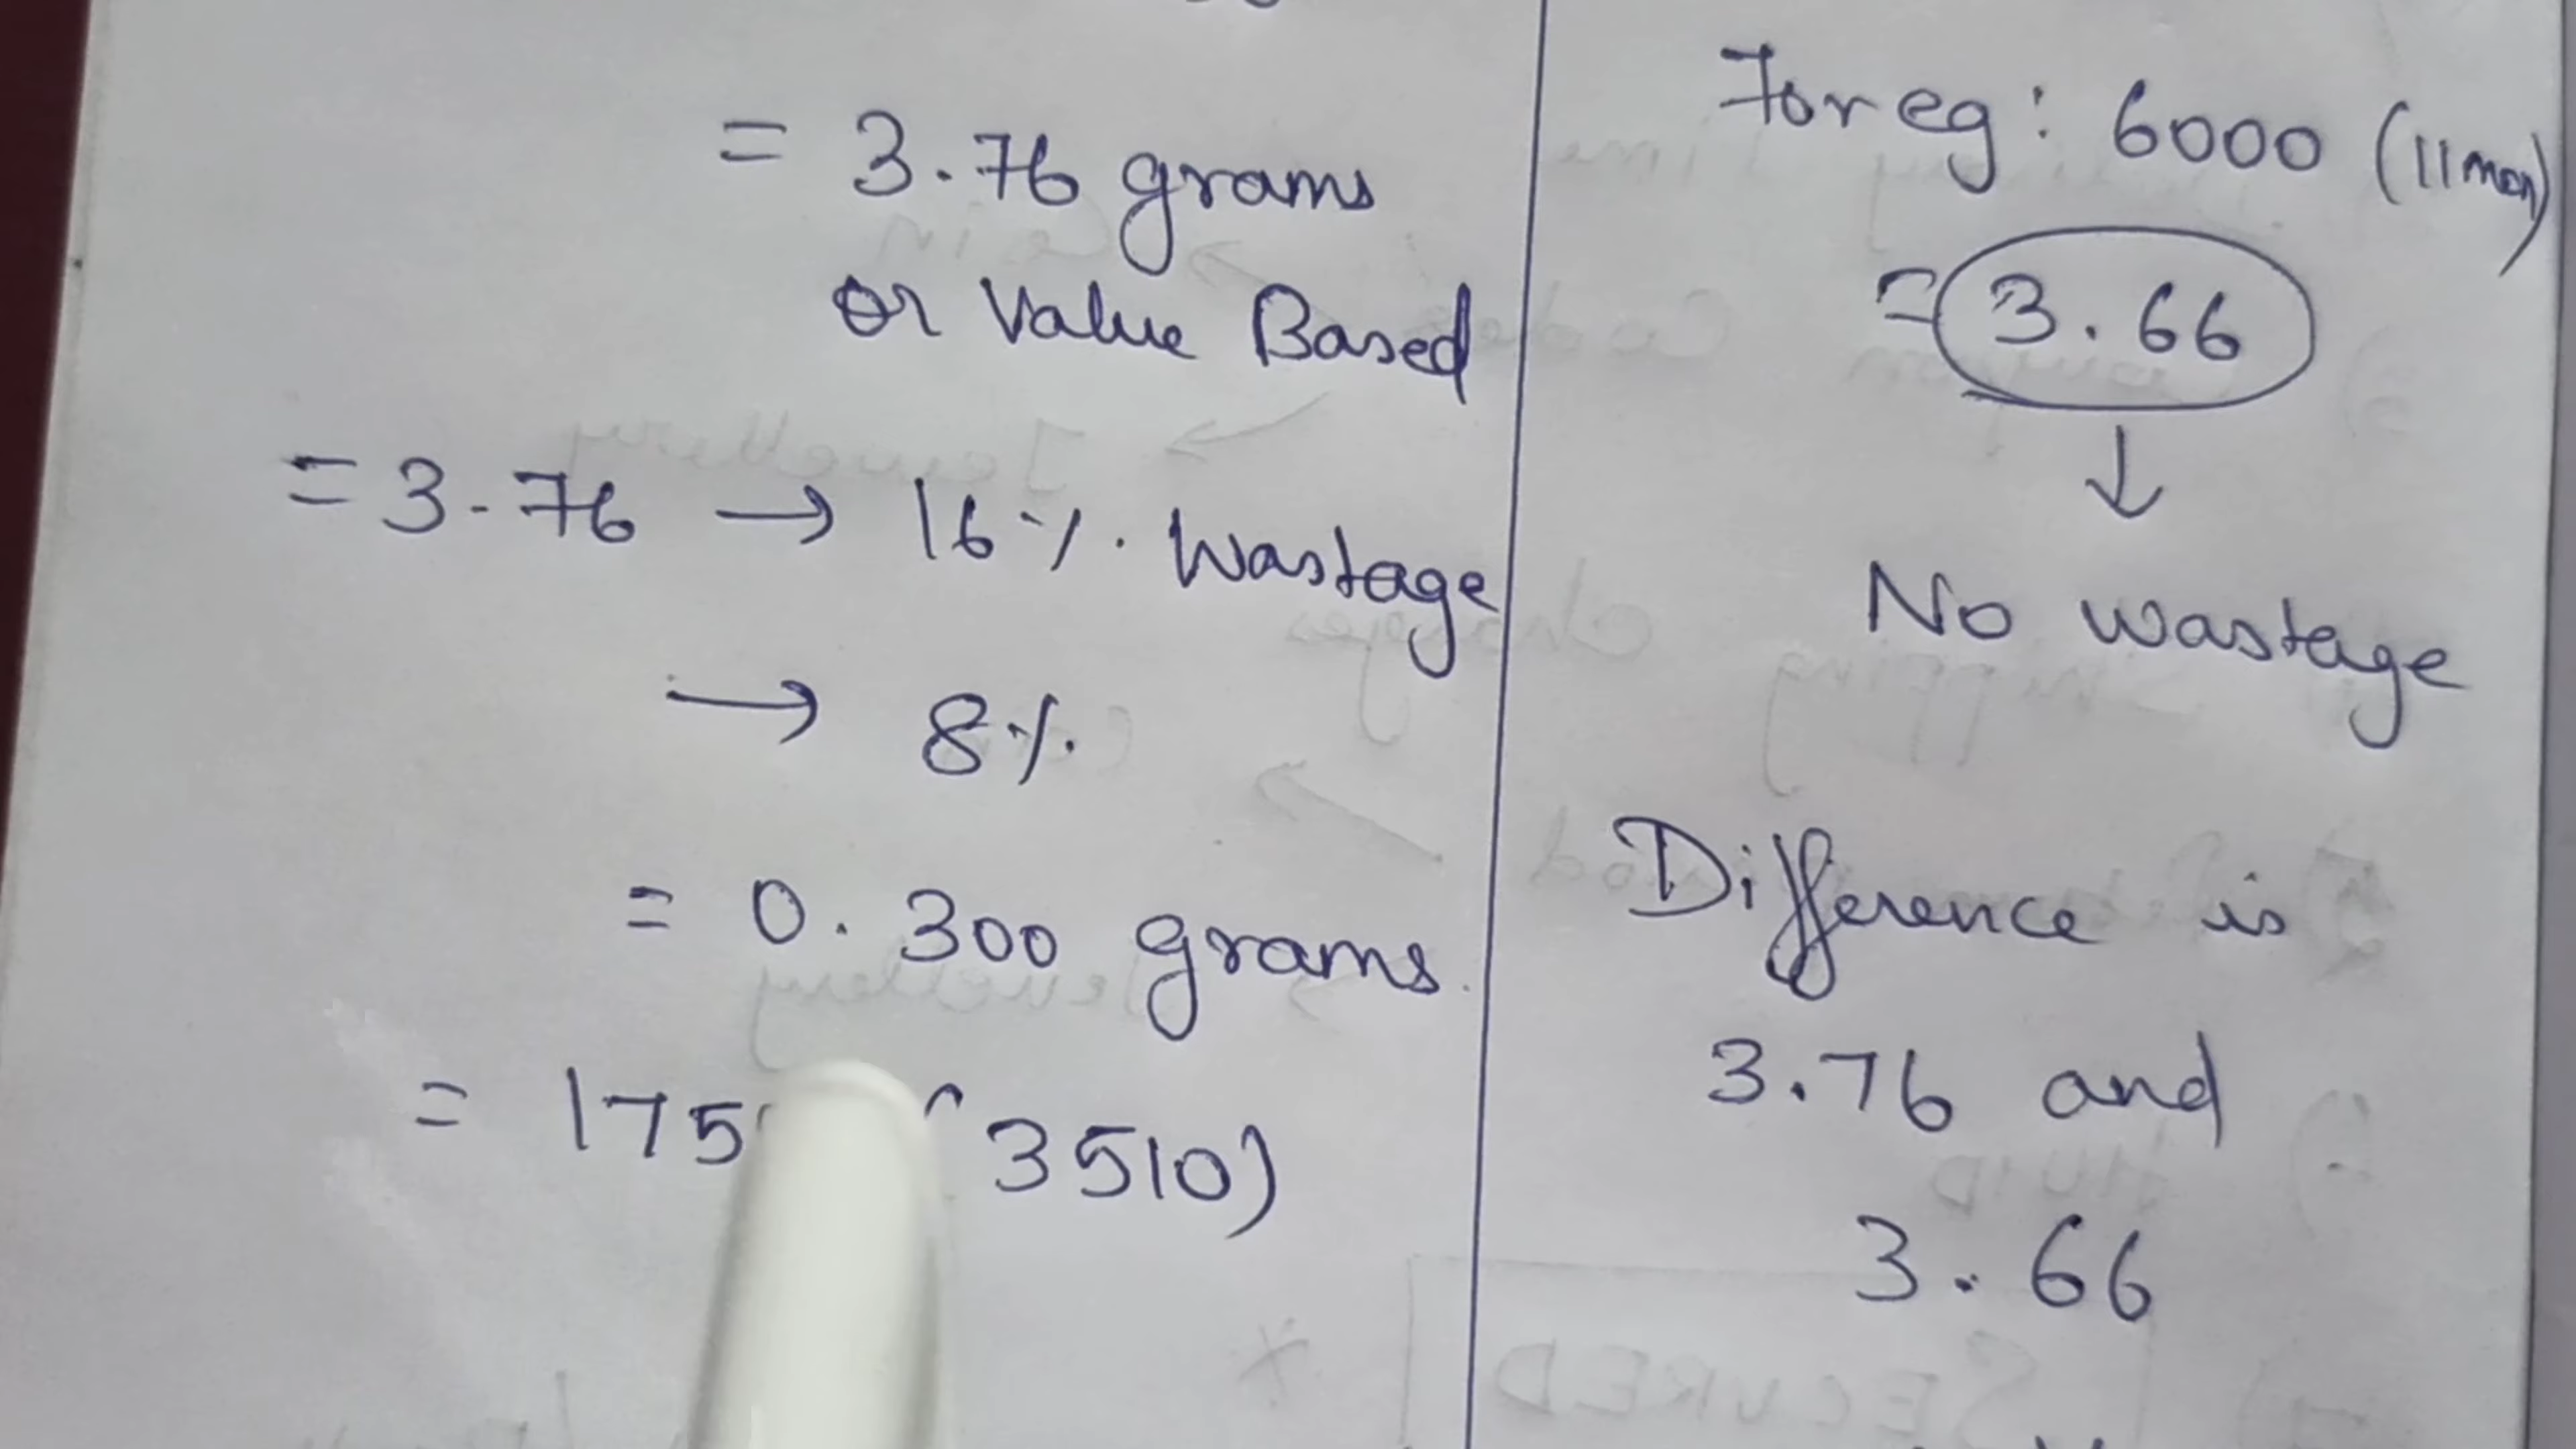 = 3.76 grams
or Value Based
= 3.76 → 16%. Wastage
→ 8%
= 0.300 grams.
= 175 3510)
For eg: 6000 (11mon)
= 3.66
↓
No wastage
Difference is
3.76 and
3.66